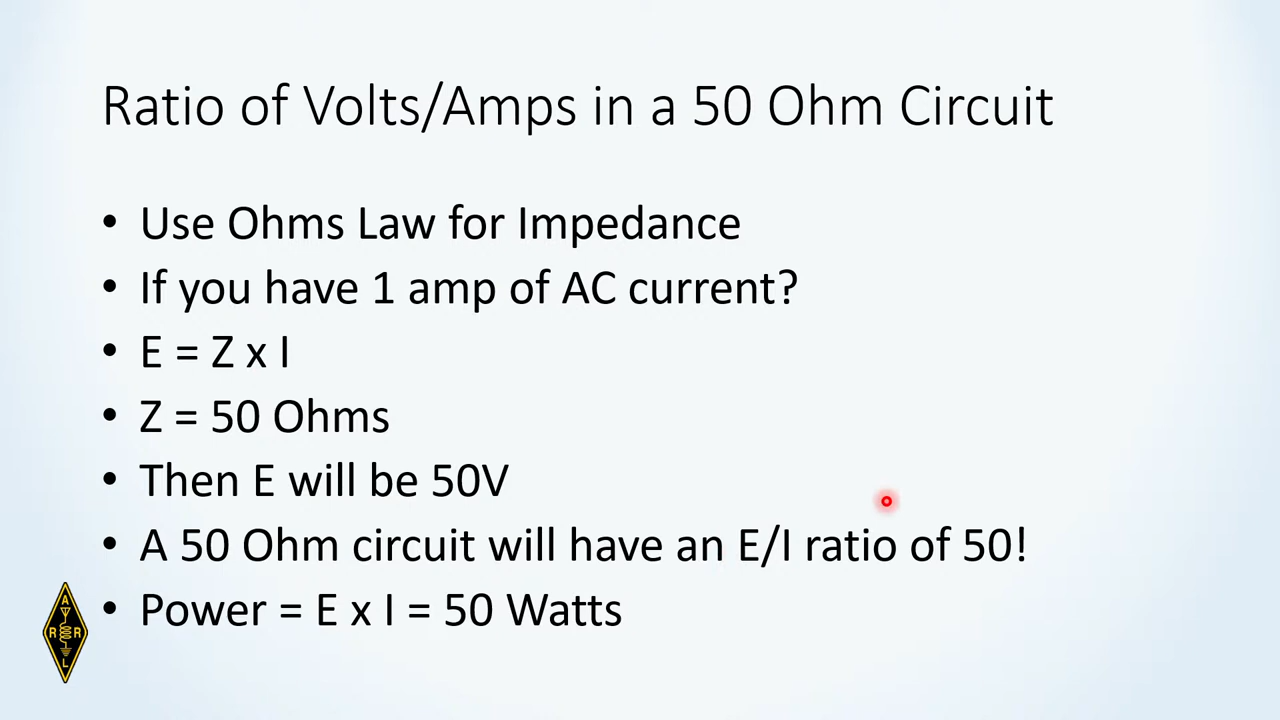 Ratio of Volts/Amps in a 50 Ohm Circuit
• Use Ohms Law for Impedance
• If you have 1 amp of AC current?
• E = Z x I
• Z = 50 Ohms
• Then E will be 50V
• A 50 Ohm circuit will have an E/I ratio of 50!
• Power = E x I = 50 Watts
A
R R
L